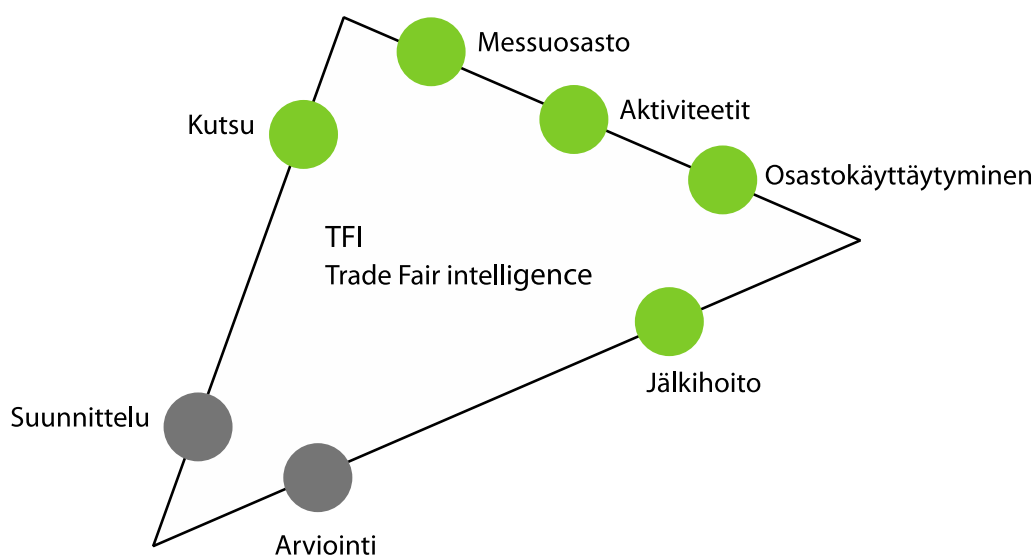 Messuosasto
Aktiviteetit
Kutsu
Osastokäyttäytyminen
TFI
Trade Fair intelligence
Jälkihoito
Suunnittelu
Arviointi